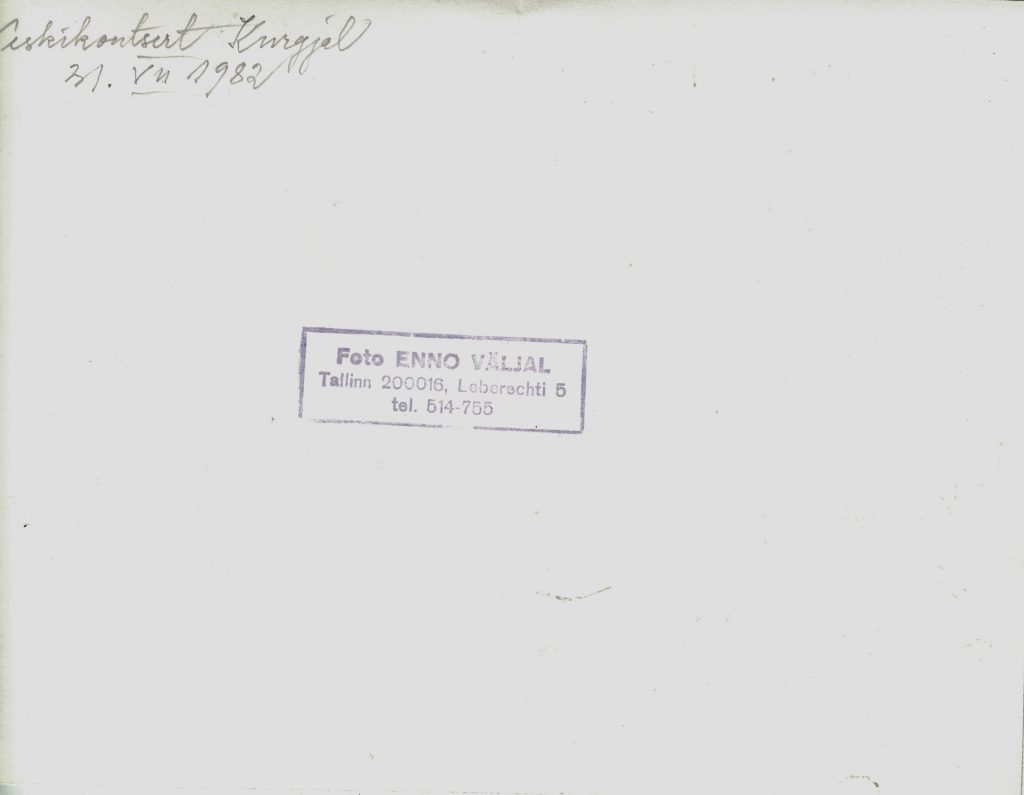 Kurgjal
31. VII 1982
Foto ENNO VÄLJAL
Tallinn 200016, Leberechti 5
tel. 514-755